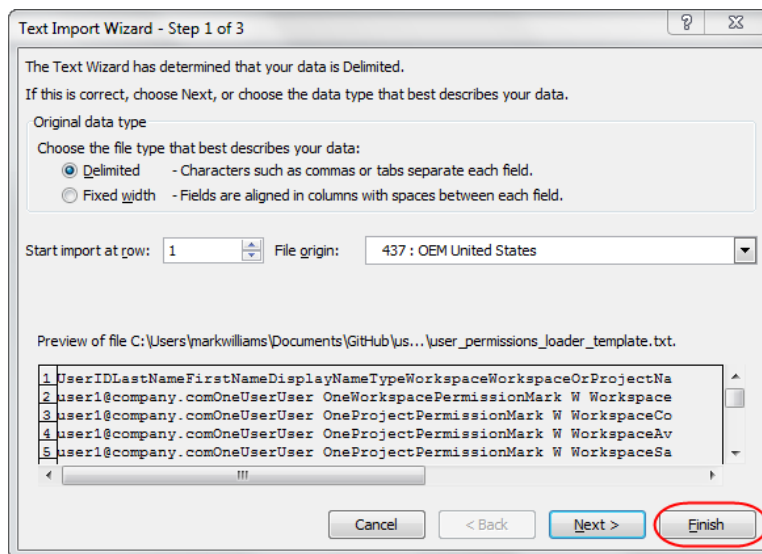 Text Import Wizard - Step 1 of 3
The Text Wizard has determined that your data is Delimited.
If this is correct, choose Next, or choose the data type that best describes your data.
Original data type
Choose the file type that best describes your data:
Delimited - Characters such as commas or tabs separate each field.
Fixed width - Fields are aligned in columns with spaces between each field.
Start import at row: 1 File origin: 437 : OEM United States
Preview of file C:\Users\markwilliams\Documents\GitHub\us...\user_permissions_loader_template.txt.
1 UserIDLastNameFirstNameDisplayNameTypeWorkspaceWorkspaceOrProjectNa
2 user1@company.comOneUserUser OneWorkspacePermissionMark W Workspace
3 user1@company.comOneUserUser OneProjectPermissionMark W WorkspaceCo
4 user1@company.comOneUserUser OneProjectPermissionMark W WorkspaceAv
5 user1@company.comOneUserUser OneProjectPermissionMark W WorkspaceSa
Cancel < Back Next > Finish